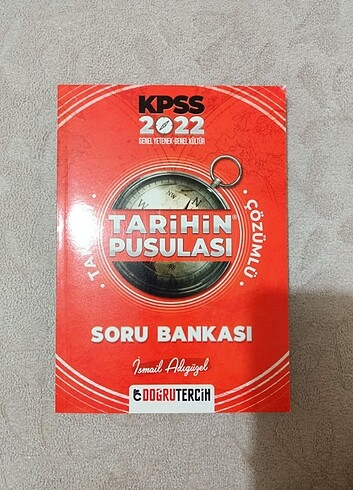 KPSS
2022
GENEL YETENEK-GENEL KÜLTÜR
TARİHİN®
PUSULASI
ÇÖZÜMLÜ
SORU BANKASI
İsmail Adıgüzel
DOĞRUTERCİH